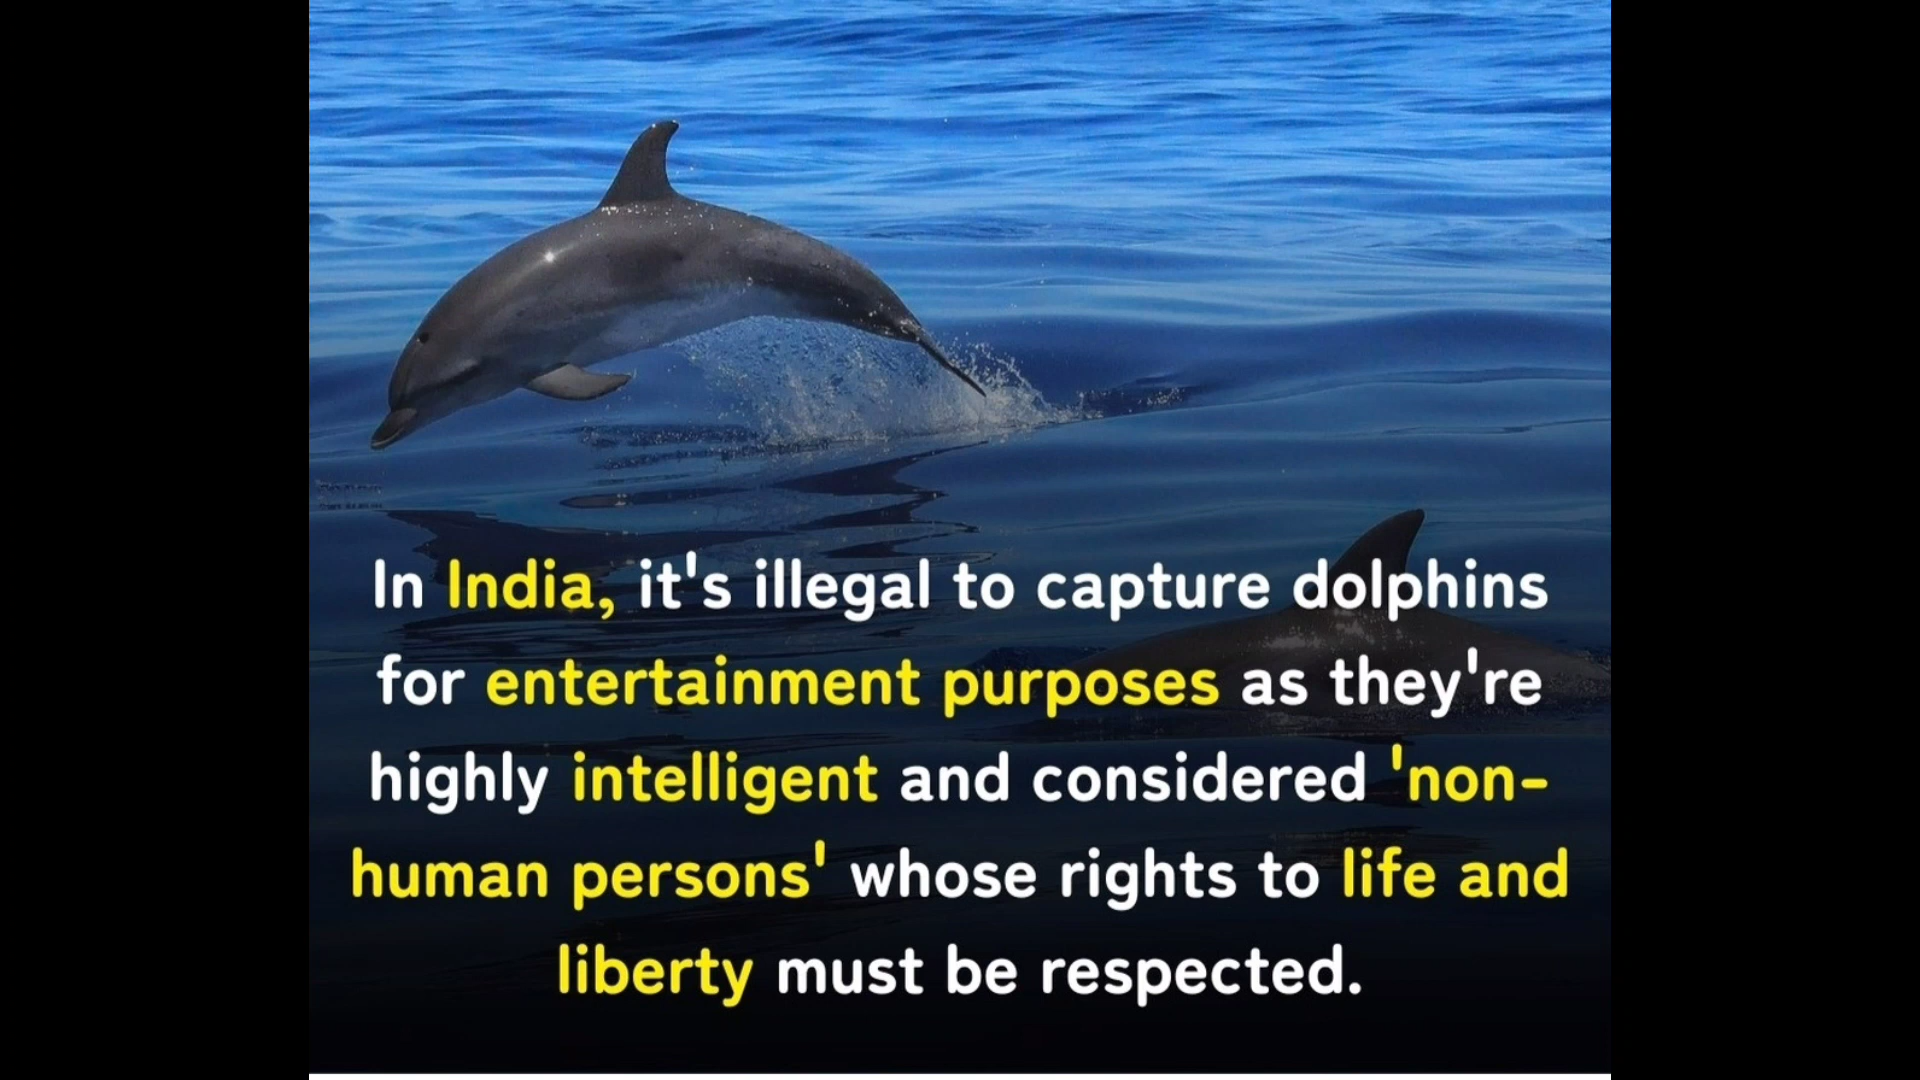 In India, it's illegal to capture dolphins
for entertainment purposes as they're
highly intelligent and considered 'non-
human persons' whose rights to life and
liberty must be respected.